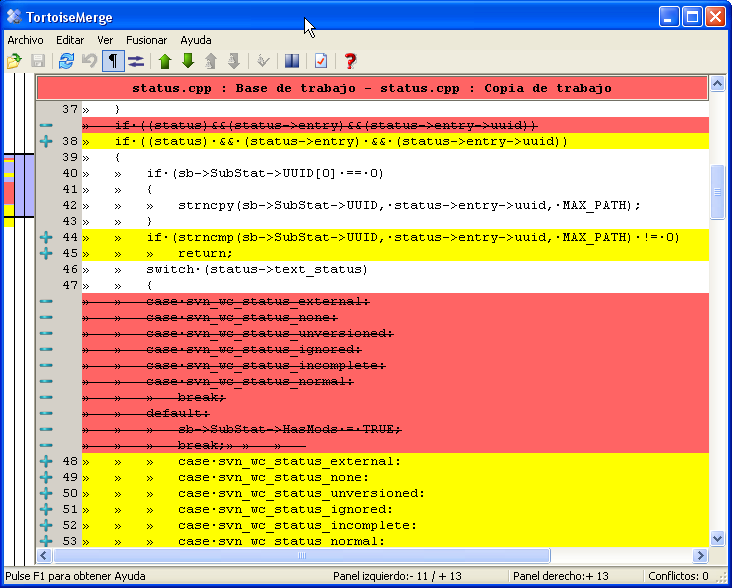 TortoiseMerge
Archivo Editar Ver Fusionar Ayuda
status.cpp : Base de trabajo - status.cpp : Copia de trabajo
37 » }
» if·((status)&&(status->entry)&&(status->entry->uuid))
38 » if·((status)·&&·(status->entry)·&&·(status->entry->uuid))
39 » {
40 » » if·(sb->SubStat->UUID[0]·==·0)
41 » » {
42 » » » strncpy(sb->SubStat->UUID,·status->entry->uuid,·MAX_PATH);
43 » » }
44 » » if·(strncmp(sb->SubStat->UUID,·status->entry->uuid,·MAX_PATH)·!=·0)
45 » » » return;
46 » » switch·(status->text_status)
47 » » {
» » case·svn_wc_status_external:
» » case·svn_wc_status_none:
» » case·svn_wc_status_unversioned:
» » case·svn_wc_status_ignored:
» » case·svn_wc_status_incomplete:
» » case·svn_wc_status_normal:
» » » break;
» » default:
» » » sb->SubStat->HasMods·=·TRUE;
» » » break;» » »
48 » » » case·svn_wc_status_external:
49 » » » case·svn_wc_status_none:
50 » » » case·svn_wc_status_unversioned:
51 » » » case·svn_wc_status_ignored:
52 » » » case·svn_wc_status_incomplete:
53 » » » case·svn_wc_status_normal:
Pulse F1 para obtener Ayuda Panel izquierdo:- 11 / + 13 Panel derecho:+ 13 Conflictos: 0